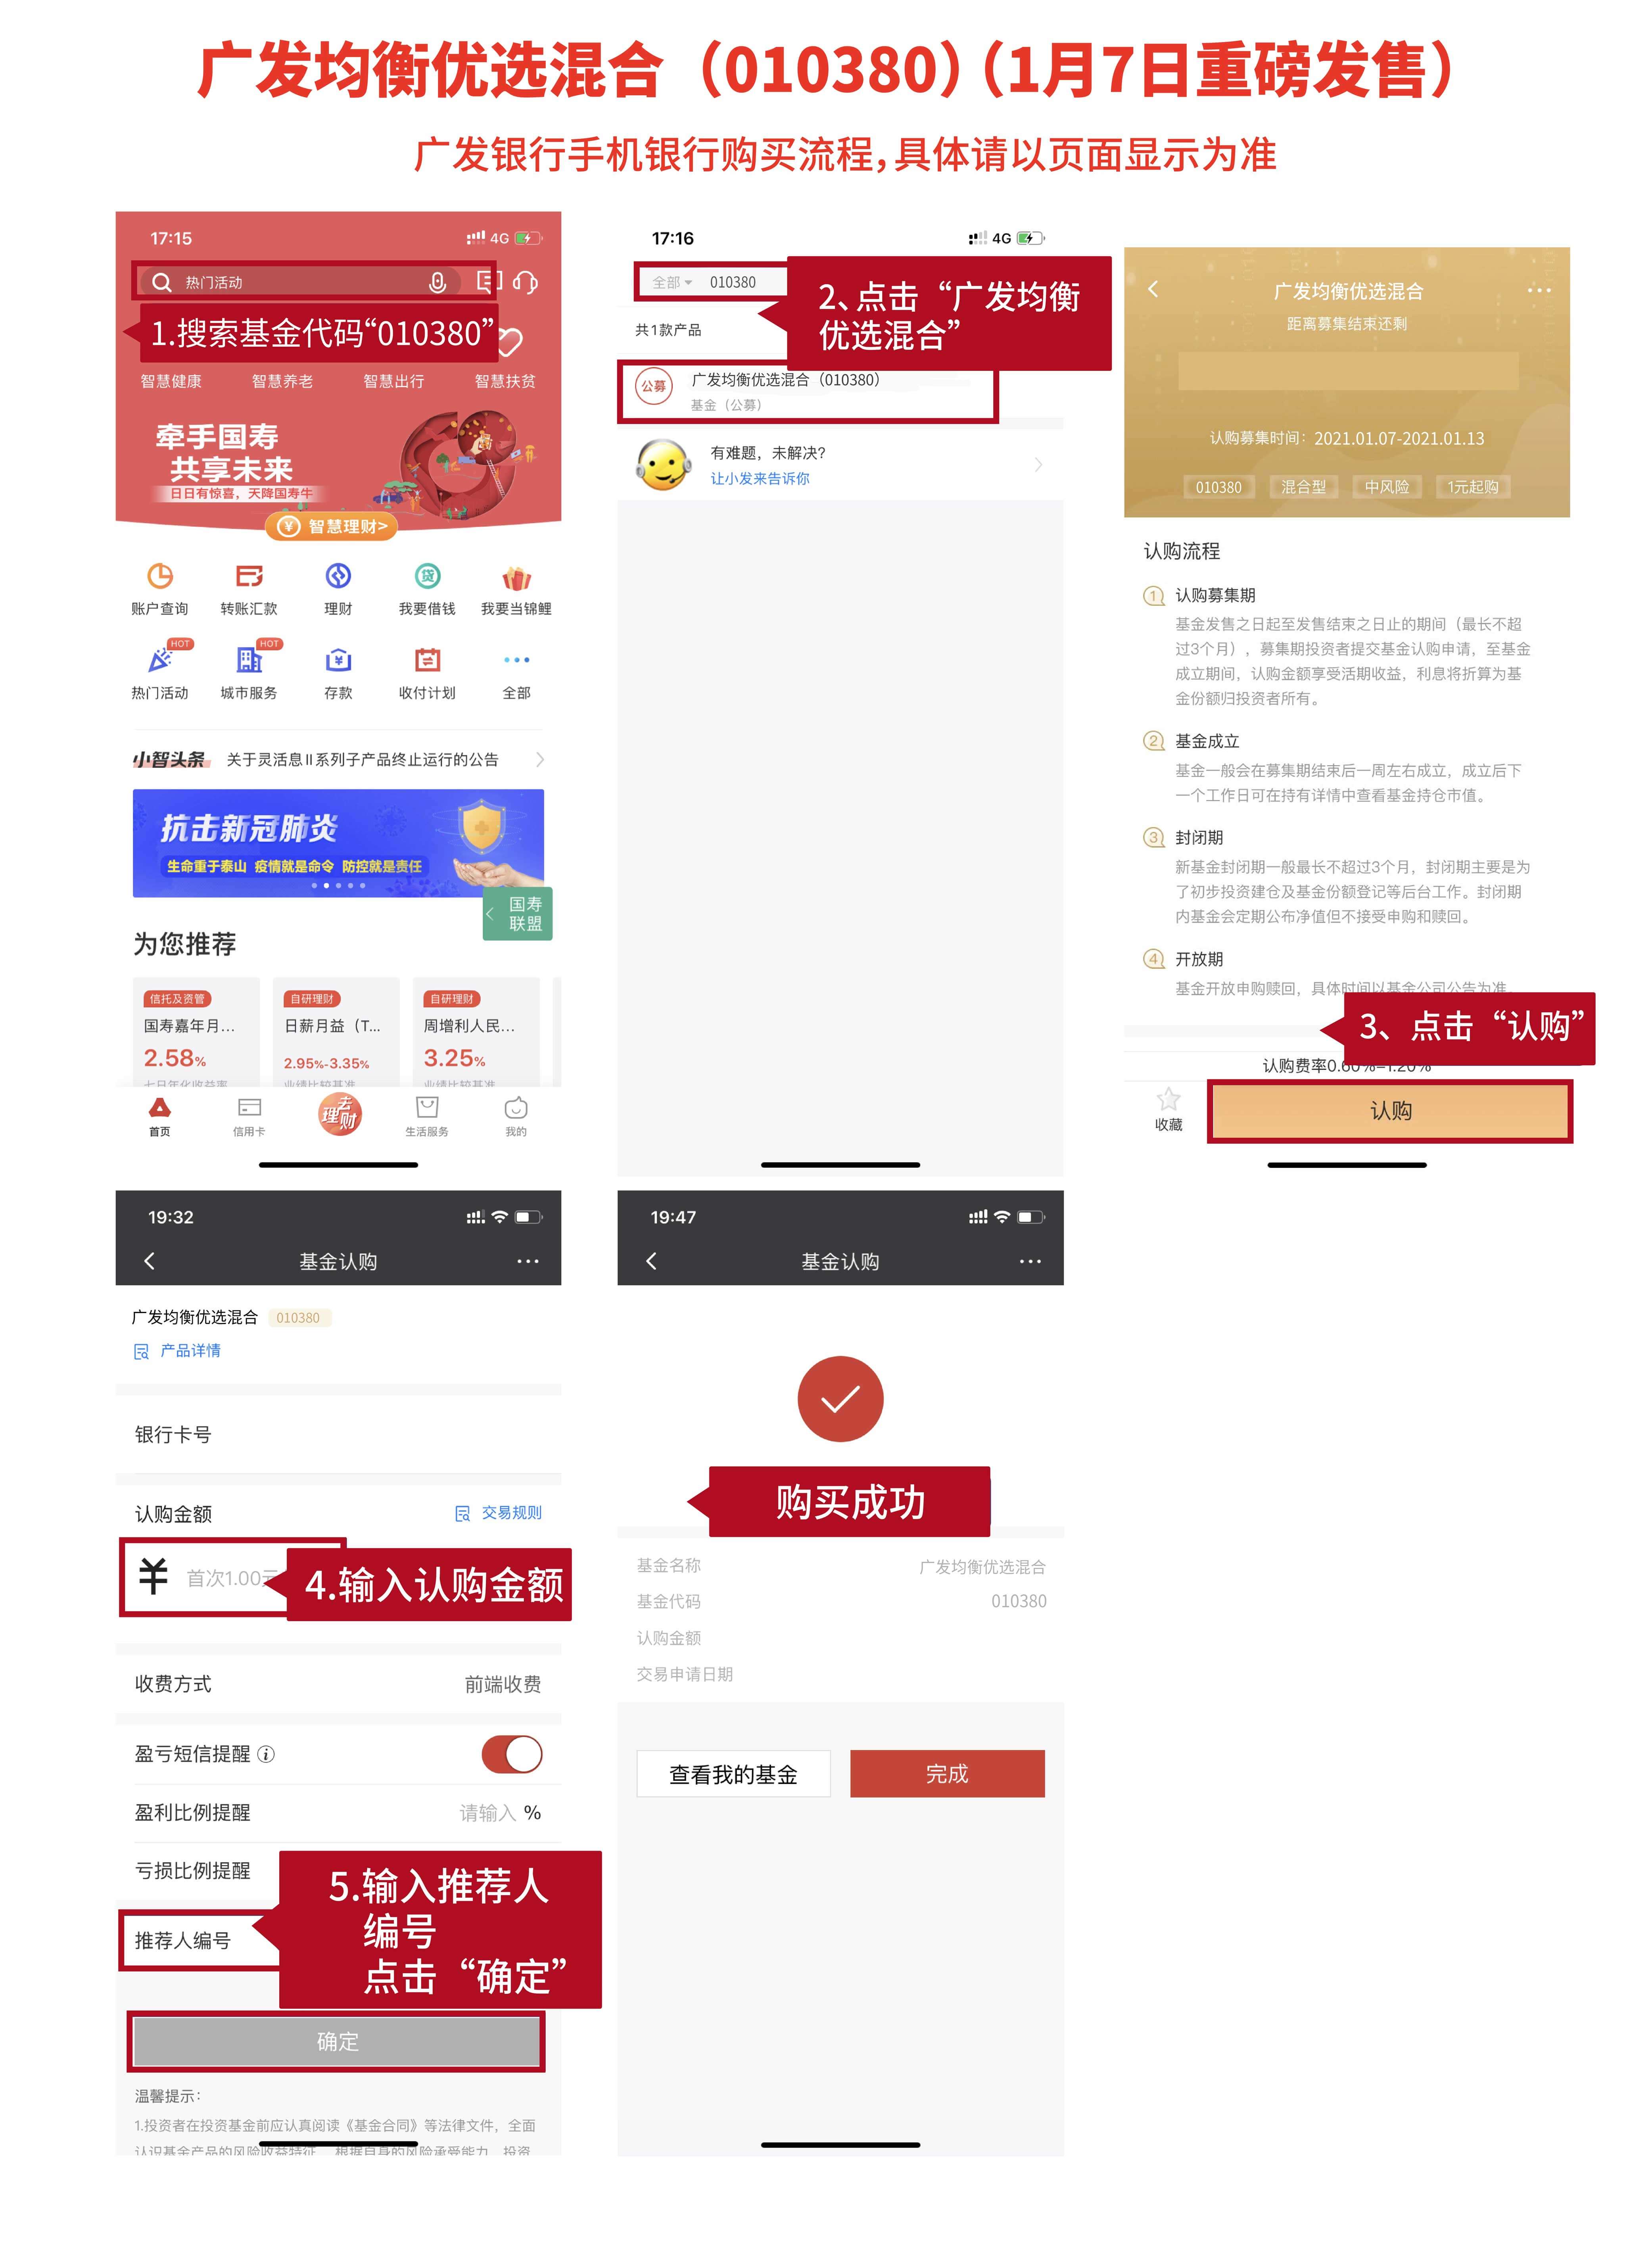 广发均衡优选混合（010380）（1月7日重磅发售）
广发银行手机银行购买流程,具体请以页面显示为准
17:15
4G
热门活动
1.搜索基金代码“010380”
智慧健康 智慧养老 智慧出行 智慧扶贫
牵手国寿
共享未来
日日有惊喜，天降国寿牛
智慧理财>
账户查询 转账汇款 理财 我要借钱 我要当锦鲤
HOT HOT
热门活动 城市服务 存款 收付计划 全部
小智头条 关于灵活息II系列子产品终止运行的公告
抗击新冠肺炎
生命重于泰山 疫情就是命令 防控就是责任
国寿
联盟
为您推荐
信托及资管 自研理财 自研理财
国寿嘉年月... 日薪月益（T... 周增利人民...
2.58% 2.95%-3.35% 3.25%
七日年化收益率 业绩比较基准 业绩比较基准
去理财
首页 信用卡 生活服务 我的
17:16
4G
全部 010380
2、点击“广发均衡
优选混合”
共1款产品
公募
广发均衡优选混合（010380）
基金（公募）
有难题，未解决?
让小发来告诉你
广发均衡优选混合
距离募集结束还剩
认购募集时间：2021.01.07-2021.01.13
010380 混合型 中风险 1元起购
认购流程
1 认购募集期
基金发售之日起至发售结束之日止的期间（最长不超
过3个月），募集期投资者提交基金认购申请，至基金
成立期间，认购金额享受活期收益，利息将折算为基
金份额归投资者所有。
2 基金成立
基金一般会在募集期结束后一周左右成立，成立后下
一个工作日可在持有详情中查看基金持仓市值。
3 封闭期
新基金封闭期一般最长不超过3个月，封闭期主要是为
了初步投资建仓及基金份额登记等后台工作。封闭期
内基金会定期公布净值但不接受申购和赎回。
4 开放期
基金开放申购赎回，具体时间以基金公司公告为准
3、点击“认购”
认购费率0.60%-1.20%
收藏
认购
19:32
基金认购
广发均衡优选混合 010380
产品详情
银行卡号
认购金额 交易规则
¥ 首次1.00元
4.输入认购金额
收费方式 前端收费
盈亏短信提醒
盈利比例提醒 请输入 %
亏损比例提醒
5.输入推荐人
编号
点击“确定”
推荐人编号
确定
温馨提示：
1.投资者在投资基金前应认真阅读《基金合同》等法律文件，全面
认识基金产品的风险收益特征， 根据自身的风险承受能力，投资
19:47
基金认购
购买成功
基金名称 广发均衡优选混合
基金代码 010380
认购金额
交易申请日期
查看我的基金 完成